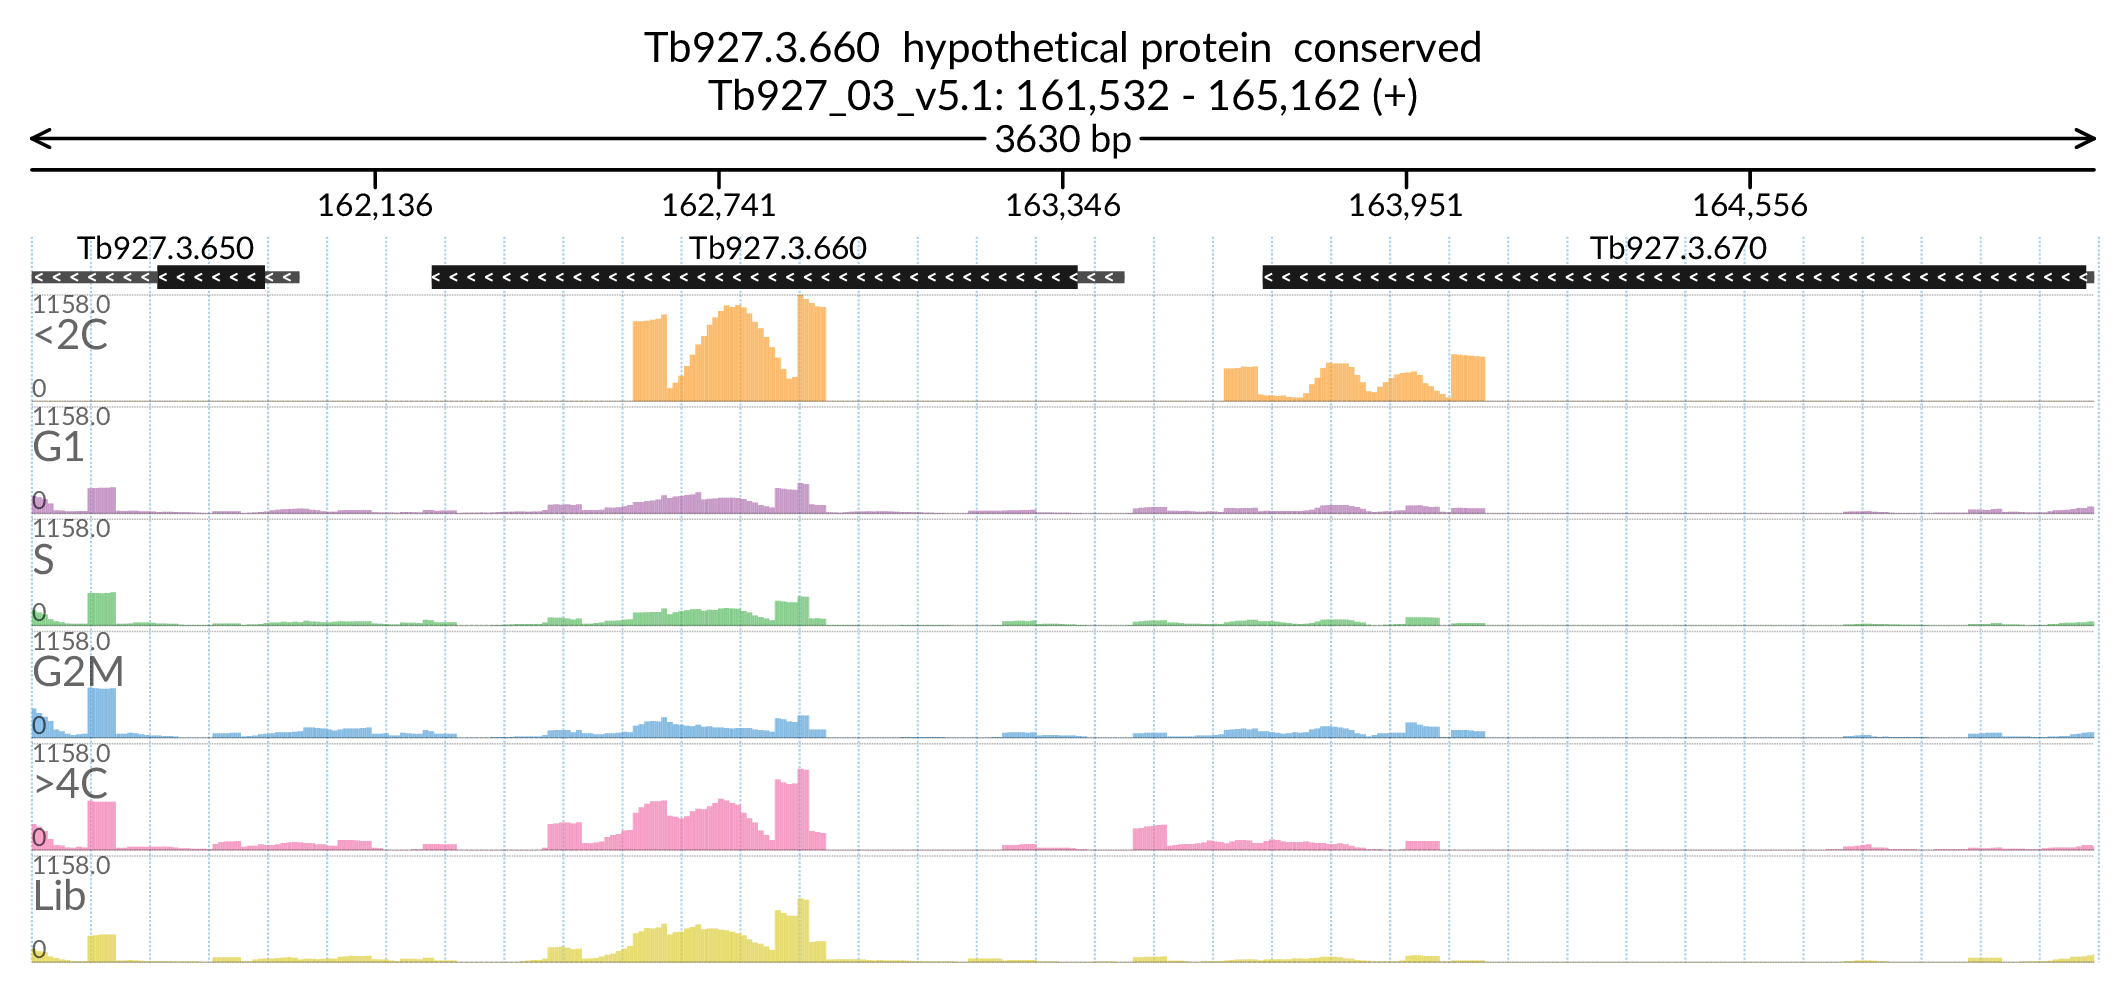 Tb927.3.660 hypothetical protein conserved
Tb927_03_v5.1: 161,532 - 165,162 (+)
3630 bp
162,136 162,741 163,346 163,951 164,556
Tb927.3.650 Tb927.3.660 Tb927.3.670
1158.0
<2C
0
1158.0
G1
0
1158.0
S
0
1158.0
G2M
0
1158.0
>4C
0
1158.0
Lib
0